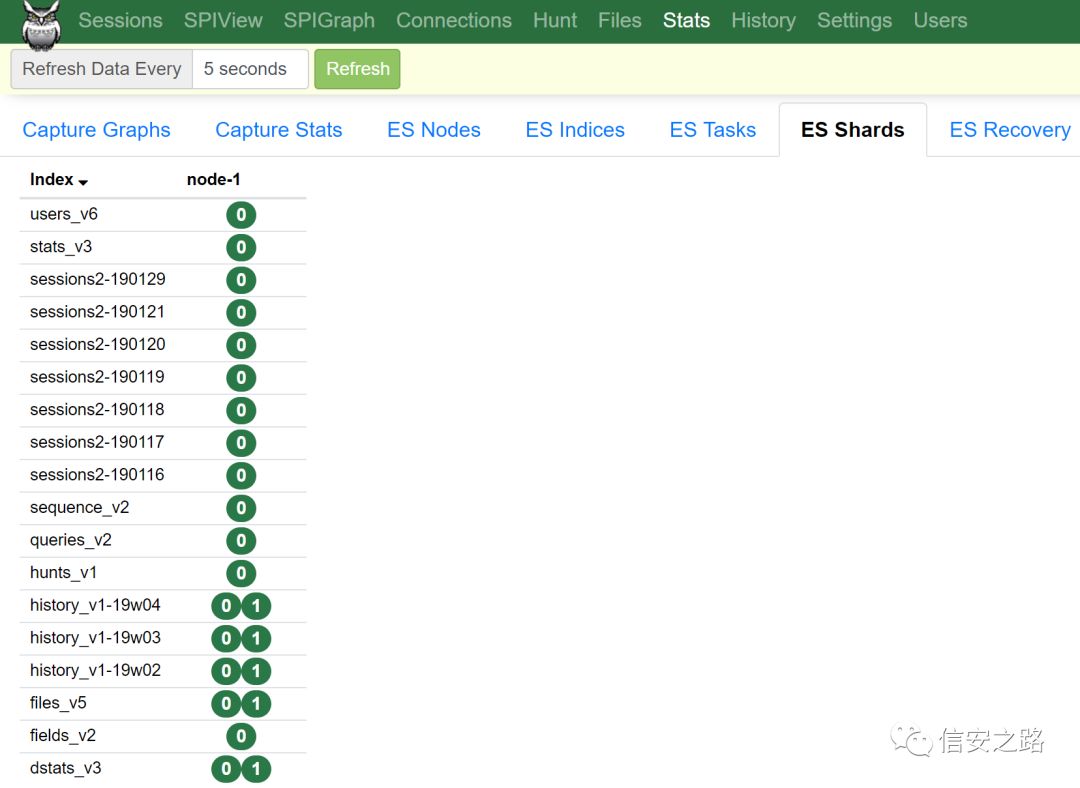 Sessions SPIView SPIGraph Connections Hunt Files Stats History Settings Users
Refresh Data Every 5 seconds Refresh
Capture Graphs Capture Stats ES Nodes ES Indices ES Tasks ES Shards ES Recovery
Index node-1
users_v6 0
stats_v3 0
sessions2-190129 0
sessions2-190121 0
sessions2-190120 0
sessions2-190119 0
sessions2-190118 0
sessions2-190117 0
sessions2-190116 0
sequence_v2 0
queries_v2 0
hunts_v1 0
history_v1-19w04 0 1
history_v1-19w03 0 1
history_v1-19w02 0 1
files_v5 0 1
fields_v2 0
dstats_v3 0 1
信安之路